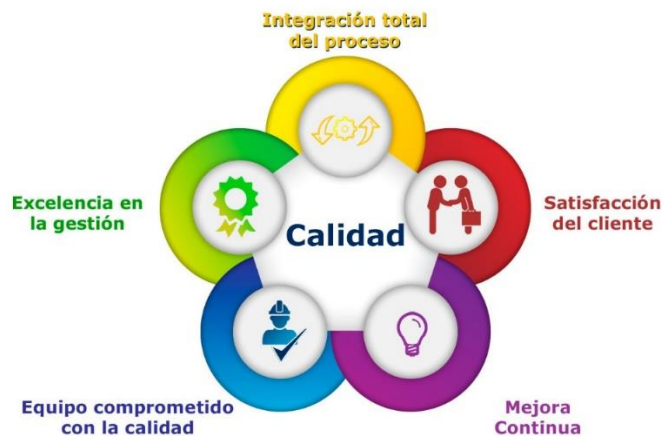 Integración total
del proceso
Excelencia en
la gestión
Calidad
Satisfacción
del cliente
Equipo comprometido
con la calidad
Mejora
Continua